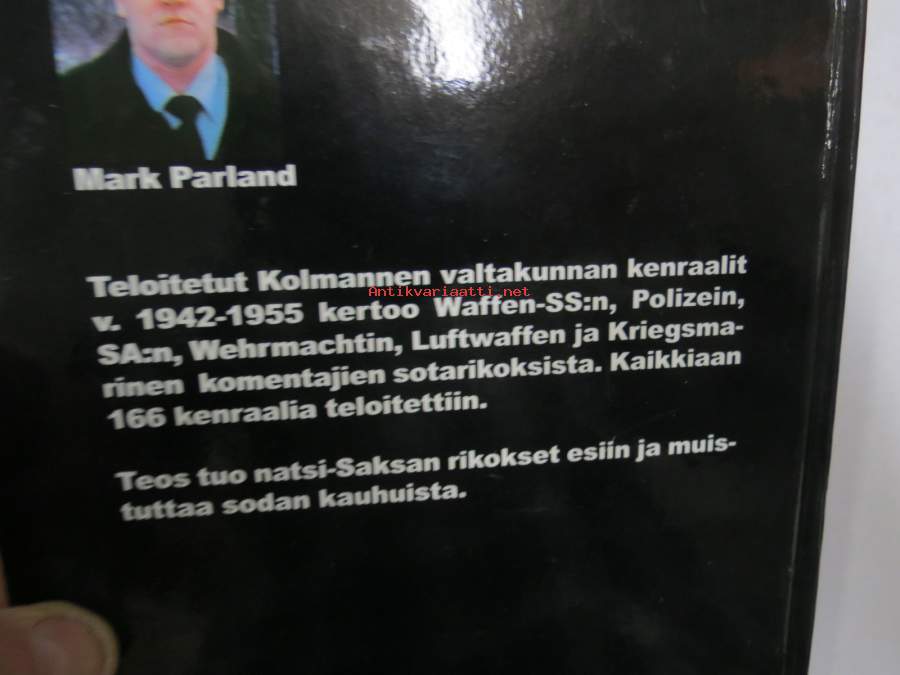 Mark Parland
Teloitetut Kolmannen valtakunnan kenraalit
Antikvariaatti.net
v. 1942-1955 kertoo Waffen-SS:n, Polizein,
SA:n, Wehrmachtin, Luftwaffen ja Kriegsma-
rinen komentajien sotarikoksista. Kaikkiaan
166 kenraalia teloitettiin.
Teos tuo natsi-Saksan rikokset esiin ja muis-
tuttaa sodan kauhuista.